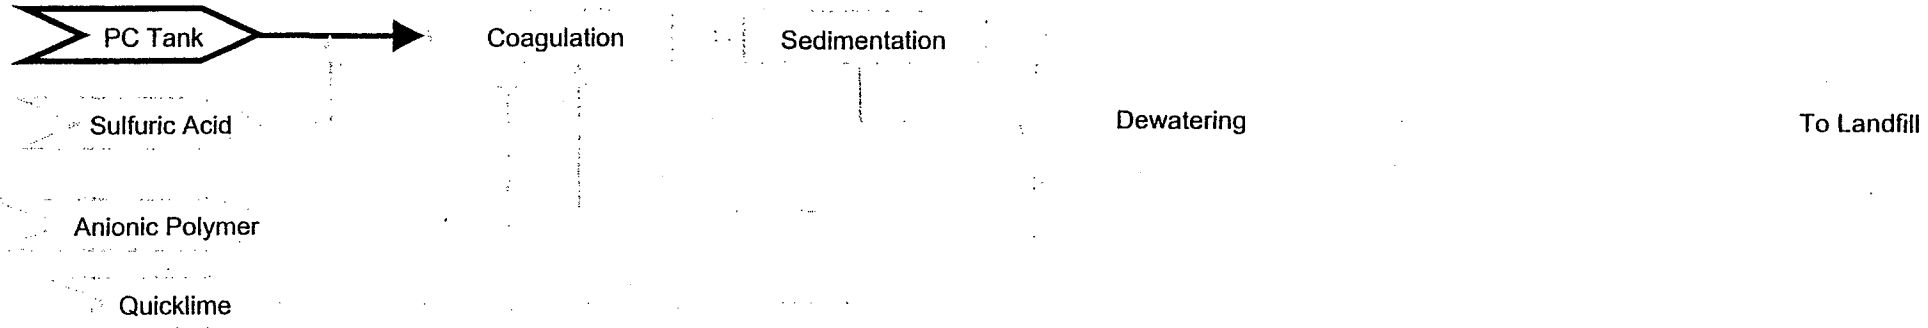 PC Tank
Coagulation
Sedimentation
Sulfuric Acid
Dewatering
To Landfill
Anionic Polymer
Quicklime